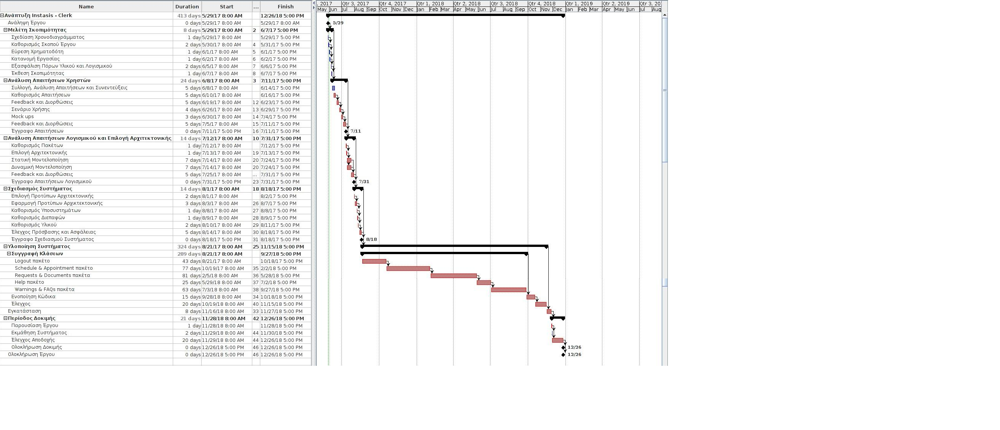 Name Duration Start ... Finish
, 2017 Qtr 3, 2017 Qtr 4, 2017 Qtr 1, 2018 Qtr 2, 2018 Qtr 3, 2018 Qtr 4, 2018 Qtr 1, 2019 Qtr 2, 2019 Qtr 3, 20
May Jun Jul Aug Sep Oct Nov Dec Jan Feb Mar Apr May Jun Jul Aug Sep Oct Nov Dec Jan Feb Mar Apr May Jun Jul Aug
Ανάπτυξη Instasis - Clerk 413 days 5/29/17 8:00 AM 12/26/18 5:00 PM
Ανάληψη Έργου 0 days 5/29/17 8:00 AM 5/29/17 8:00 AM 5/29
Μελέτη Σκοπιμότητας 8 days 5/29/17 8:00 AM 2 6/7/17 5:00 PM
Σχεδίαση Χρονοδιαγράμματος 1 day 5/29/17 8:00 AM 5/29/17 5:00 PM
Καθορισμός Σκοπού Έργου 2 days 5/30/17 8:00 AM 4 5/31/17 5:00 PM
Εύρεση Χρηματοδότη 1 day 6/1/17 8:00 AM 5 6/1/17 5:00 PM
Κατανομή Εργασίας 1 day 6/2/17 8:00 AM 6 6/2/17 5:00 PM
Εξασφάλιση Πόρων Υλικού και Λογισμικού 2 days 6/5/17 8:00 AM 7 6/6/17 5:00 PM
Έκθεση Σκοπιμότητας 1 day 6/7/17 8:00 AM 8 6/7/17 5:00 PM
Ανάλυση Απαιτήσεων Χρηστών 24 days 6/8/17 8:00 AM 3 7/11/17 5:00 PM
Συλλογή, Ανάλυση Απαιτήσεων και Συνεντεύξεις 5 days 6/8/17 8:00 AM 6/14/17 5:00 PM
Καθορισμός Απαιτήσεων 5 days 6/10/17 8:00 AM 6/16/17 5:00 PM
Feedback και Διορθώσεις 5 days 6/19/17 8:00 AM 12 6/23/17 5:00 PM
Σενάριο Χρήσης 4 days 6/26/17 8:00 AM 13 6/29/17 5:00 PM
Mock ups 3 days 6/30/17 8:00 AM 14 7/4/17 5:00 PM
Feedback και Διορθώσεις 5 days 7/5/17 8:00 AM 15 7/11/17 5:00 PM
Έγγραφο Απαιτήσεων 0 days 7/11/17 5:00 PM 16 7/11/17 5:00 PM 7/11
Ανάλυση Απαιτήσεων Λογισμικού και Επιλογή Αρχιτεκτονικής 14 days 7/12/17 8:00 AM 10 7/31/17 5:00 PM
Καθορισμός Πακέτων 1 day 7/12/17 8:00 AM 7/12/17 5:00 PM
Επιλογή Αρχιτεκτονικής 1 day 7/13/17 8:00 AM 19 7/13/17 5:00 PM
Στατική Μοντελοποίηση 7 days 7/14/17 8:00 AM 20 7/24/17 5:00 PM
Δυναμική Μοντελοποίηση 7 days 7/14/17 8:00 AM 20 7/24/17 5:00 PM
Feedback και Διορθώσεις 5 days 7/25/17 8:00 AM ... 7/31/17 5:00 PM
Έγγραφο Απαιτήσεων Λογισμικού 0 days 7/31/17 5:00 PM 23 7/31/17 5:00 PM 7/31
Σχεδιασμός Συστήματος 14 days 8/1/17 8:00 AM 18 8/18/17 5:00 PM
Επιλογή Προτύπων Αρχιτεκτονικής 2 days 8/1/17 8:00 AM 8/2/17 5:00 PM
Εφαρμογή Προτύπων Αρχικτεκτονικής 3 days 8/3/17 8:00 AM 26 8/7/17 5:00 PM
Καθορισμός Υποσυστημάτων 1 day 8/8/17 8:00 AM 27 8/8/17 5:00 PM
Καθορισμός Διεπαφών 1 day 8/9/17 8:00 AM 28 8/9/17 5:00 PM
Καθορισμός Υλικού 2 days 8/10/17 8:00 AM 29 8/11/17 5:00 PM
Έλεγχος Πρόσβασης και Ασφάλειας 5 days 8/14/17 8:00 AM 30 8/18/17 5:00 PM
Έγγραφο Σχεδιασμού Συστήματος 0 days 8/18/17 5:00 PM 31 8/18/17 5:00 PM 8/18
Υλοποίηση Συστήματος 324 days 8/21/17 8:00 AM 25 11/15/18 5:00 PM
Συγγραφή Κλάσεων 289 days 8/21/17 8:00 AM 9/27/18 5:00 PM
Logout πακέτο 43 days 8/21/17 8:00 AM 10/18/17 5:00 PM
Schedule & Appointment πακέτο 77 days 10/19/17 8:00 AM 35 2/2/18 5:00 PM
Requests & Documents πακέτα 81 days 2/5/18 8:00 AM 36 5/28/18 5:00 PM
Help πακέτο 25 days 5/29/18 8:00 AM 37 7/2/18 5:00 PM
Warnings & FAQs πακέτα 63 days 7/3/18 8:00 AM 38 9/27/18 5:00 PM
Ενοποίηση Κώδικα 15 days 9/28/18 8:00 AM 34 10/18/18 5:00 PM
Έλεγχος 20 days 10/19/18 8:00 AM 40 11/15/18 5:00 PM
Εγκατάσταση 8 days 11/16/18 8:00 AM 33 11/27/18 5:00 PM
Περίοδος Δοκιμής 21 days 11/28/18 8:00 AM 42 12/26/18 5:00 PM
Παρουσίαση Έργου 1 day 11/28/18 8:00 AM 11/28/18 5:00 PM
Εκμάθηση Συστήματος 2 days 11/29/18 8:00 AM 44 11/30/18 5:00 PM
Έλεγχος Αποδοχής 20 days 11/29/18 8:00 AM 44 12/26/18 5:00 PM
Ολοκλήρωση Δοκιμής 0 days 12/26/18 5:00 PM 46 12/26/18 5:00 PM 12/26
Ολοκλήρωση Έργου 0 days 12/26/18 5:00 PM 46 12/26/18 5:00 PM 12/26